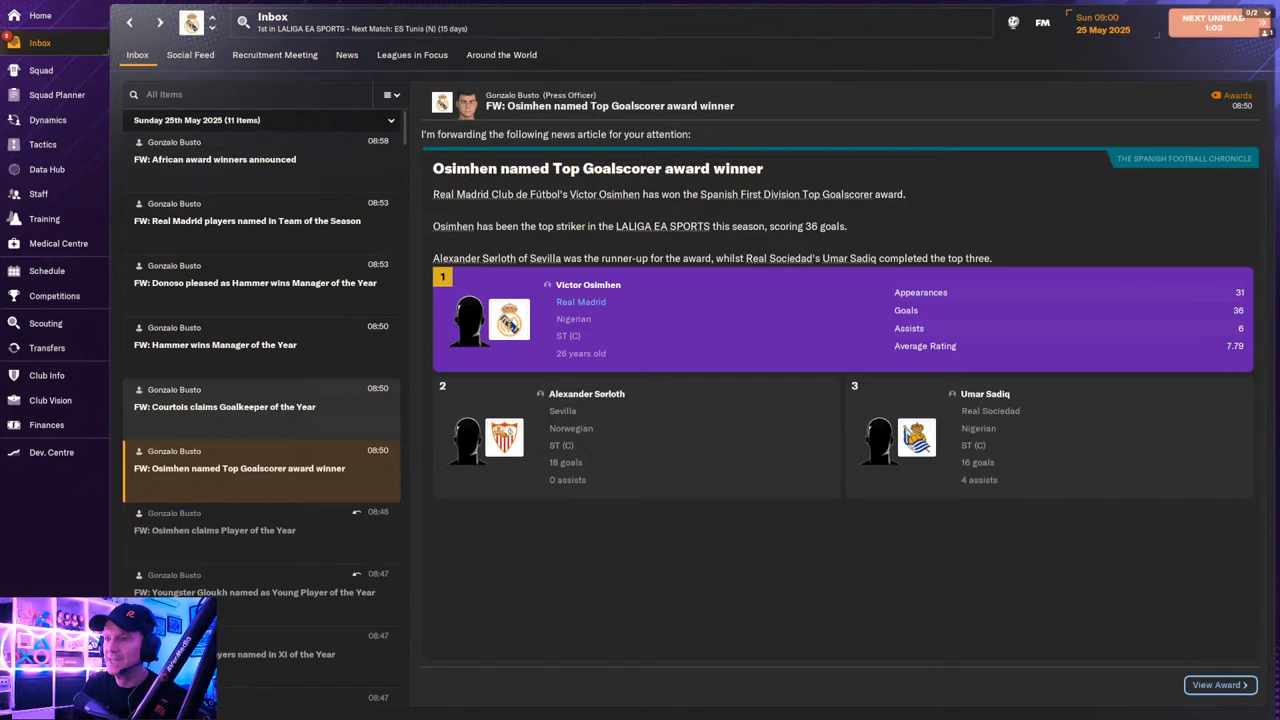 Home
Inbox
1st in LALIGA EA SPORTS - Next Match: ES Tunis (N) (15 days)
FM
Sun 09:00
25 May 2025
NEXT UNREAD
1:02
0/2
1
Inbox
Social Feed
Recruitment Meeting
News
Leagues in Focus
Around the World
Inbox
Squad
Squad Planner
Dynamics
Tactics
Data Hub
Staff
Training
Medical Centre
Schedule
Competitions
Scouting
Transfers
Club Info
Club Vision
Finances
Dev. Centre
All Items
Sunday 25th May 2025 (11 items)
Gonzalo Busto 08:58
FW: African award winners announced
Gonzalo Busto 08:53
FW: Real Madrid players named in Team of the Season
Gonzalo Busto 08:53
FW: Donoso pleased as Hammer wins Manager of the Year
Gonzalo Busto 08:50
FW: Hammer wins Manager of the Year
Gonzalo Busto 08:50
FW: Courtois claims Goalkeeper of the Year
Gonzalo Busto 08:50
FW: Osimhen named Top Goalscorer award winner
Gonzalo Busto 08:48
FW: Osimhen claims Player of the Year
Gonzalo Busto 08:47
FW: Youngster Gloukh named as Young Player of the Year
08:47
ayers named in XI of the Year
08:47
Gonzalo Busto (Press Officer)
FW: Osimhen named Top Goalscorer award winner
Awards
08:50
I'm forwarding the following news article for your attention:
THE SPANISH FOOTBALL CHRONICLE
Osimhen named Top Goalscorer award winner
Real Madrid Club de Fútbol's Victor Osimhen has won the Spanish First Division Top Goalscorer award.
Osimhen has been the top striker in the LALIGA EA SPORTS this season, scoring 36 goals.
Alexander Sørloth of Sevilla was the runner-up for the award, whilst Real Sociedad's Umar Sadiq completed the top three.
1
Victor Osimhen
Real Madrid
Nigerian
ST (C)
26 years old
Appearances 31
Goals 36
Assists 6
Average Rating 7.79
2
Alexander Sørloth
Sevilla
Norwegian
ST (C)
18 goals
0 assists
3
Umar Sadiq
Real Sociedad
Nigerian
ST (C)
16 goals
4 assists
View Award
AVerMedia